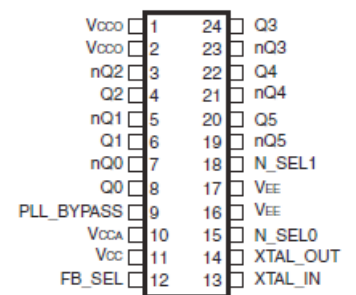 Vcco 1 24 Q3
Vcco 2 23 nQ3
nQ2 3 22 Q4
Q2 4 21 nQ4
nQ1 5 20 Q5
Q1 6 19 nQ5
nQ0 7 18 N_SEL1
Q0 8 17 VEE
PLL_BYPASS 9 16 VEE
VCCA 10 15 N_SEL0
Vcc 11 14 XTAL_OUT
FB_SEL 12 13 XTAL_IN